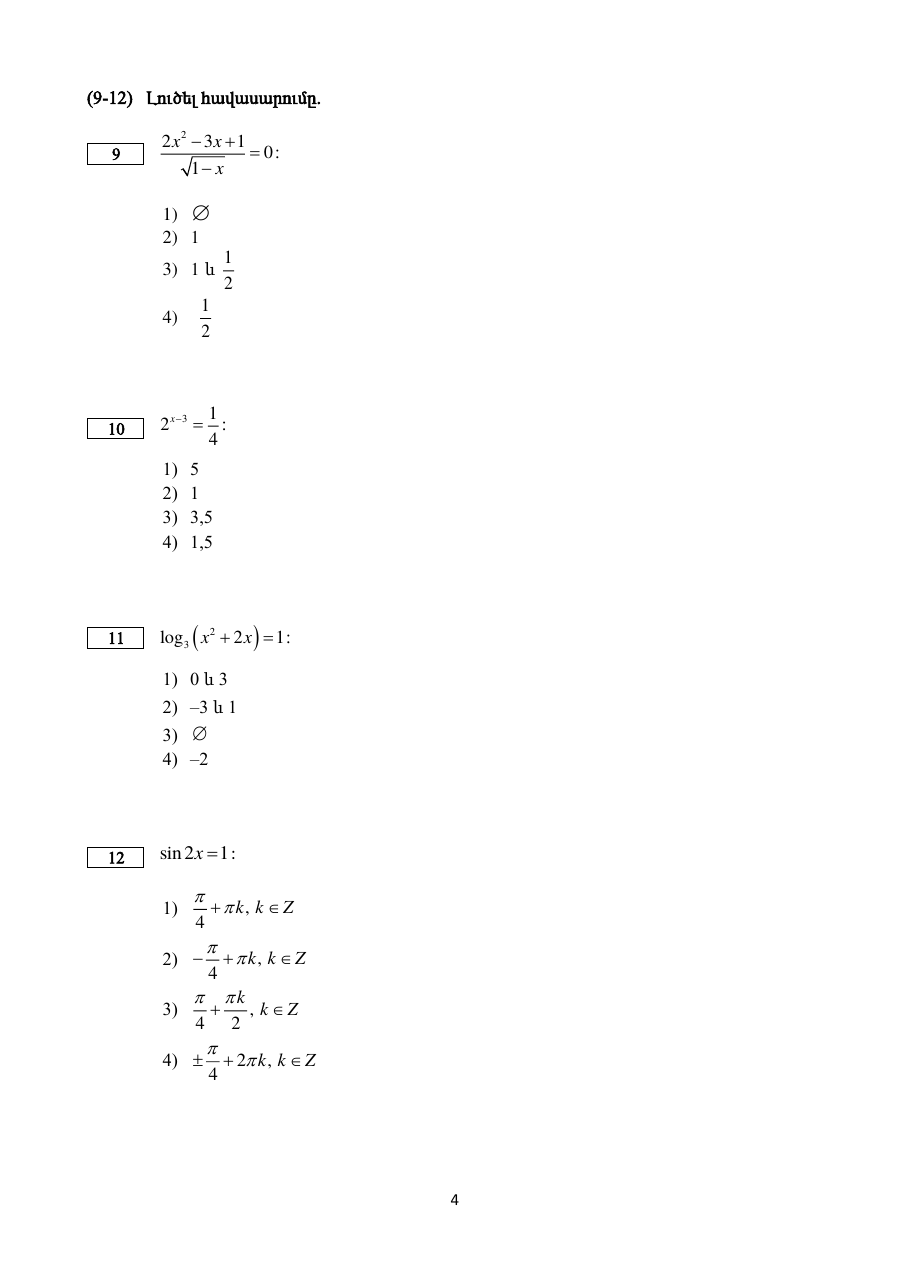 (9-12) Լուծել հավասարումը.
9 (2x² − 3x + 1)/√(1 − x) = 0 :
1) ∅
2) 1
3) 1 և 1/2
4) 1/2
10 2ˣ⁻³ = 1/4 :
1) 5
2) 1
3) 3,5
4) 1,5
11 log₃(x² + 2x) = 1 :
1) 0 և 3
2) –3 և 1
3) ∅
4) –2
12 sin 2x = 1 :
1) π/4 + πk, k ∈ Z
2) −π/4 + πk, k ∈ Z
3) π/4 + πk/2, k ∈ Z
4) ±π/4 + 2πk, k ∈ Z
4